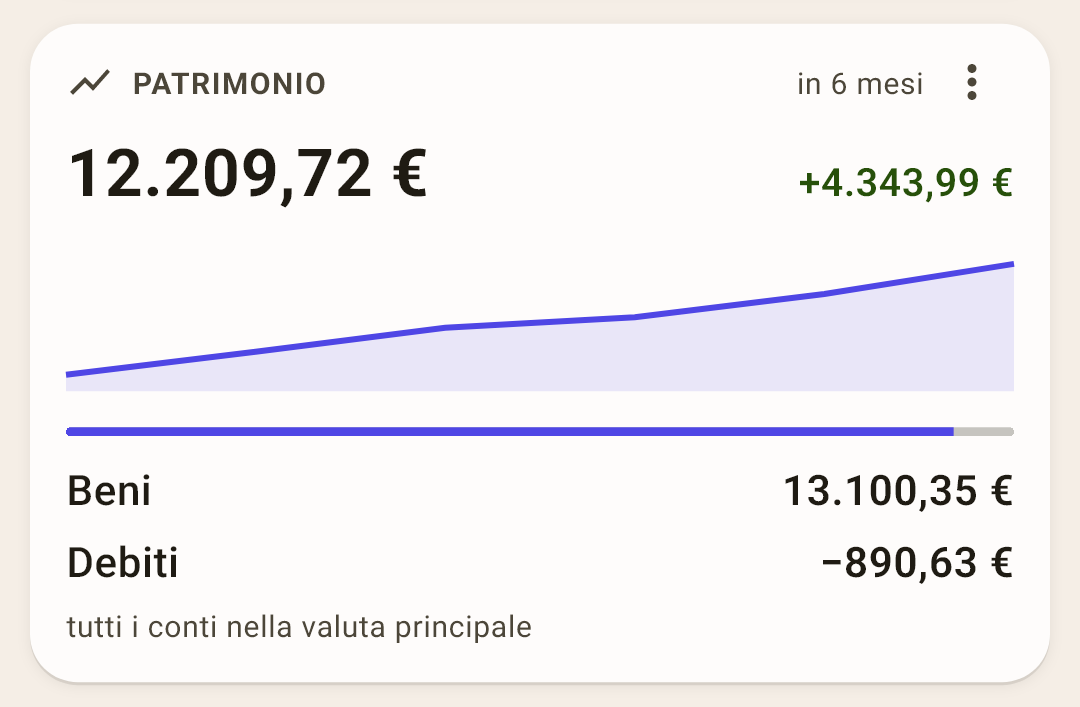 PATRIMONIO in 6 mesi
12.209,72 € +4.343,99 €
Beni 13.100,35 €
Debiti −890,63 €
tutti i conti nella valuta principale